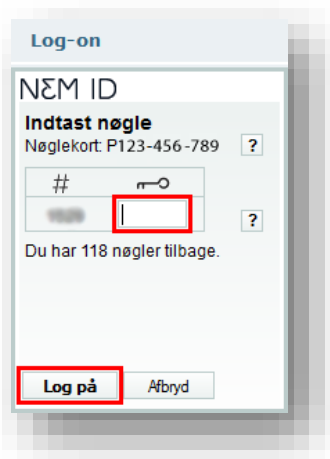 Log-on
NEM ID
Indtast nøgle
Nøglekort: P123-456-789 ?
#
?
Du har 118 nøgler tilbage.
Log på Afbryd